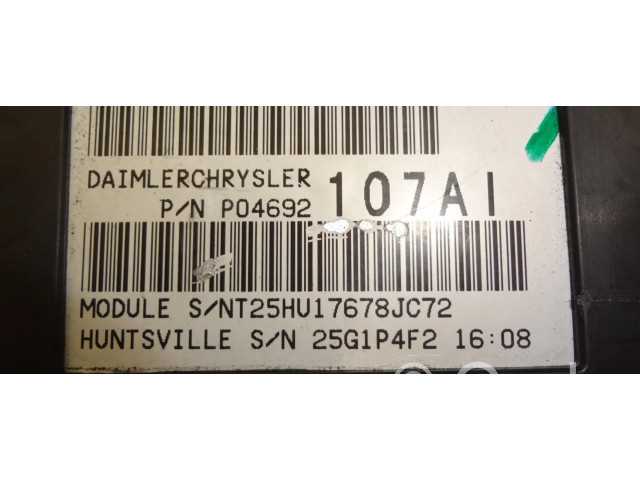 DAIMLERCHRYSLER
P/N P04692 107AI
MODULE S/NT25HU17678JC72
HUNTSVILLE S/N 25G1P4F2 16:08